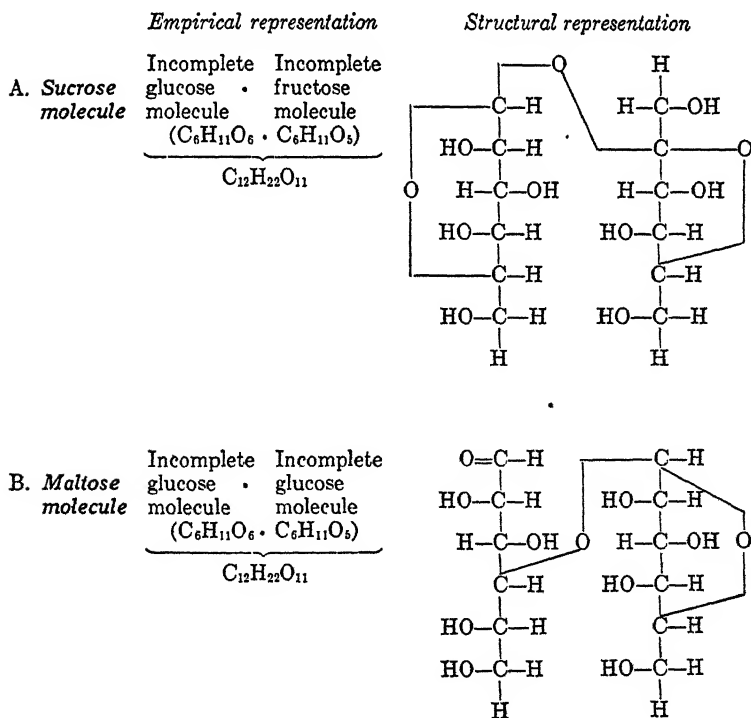 Empirical representation Structural representation
A. Sucrose molecule
Incomplete glucose molecule · Incomplete fructose molecule
(C₆H₁₁O₆ · C₆H₁₁O₅)
C₁₂H₂₂O₁₁
O H
C—H H—C—OH
HO—C—H C O
O H—C—OH H—C—OH
HO—C—H HO—C—H
C—H C—H
HO—C—H HO—C—H
H H
B. Maltose molecule
Incomplete glucose molecule · Incomplete glucose molecule
(C₆H₁₁O₆ · C₆H₁₁O₅)
C₁₂H₂₂O₁₁
O=C—H C—H
HO—C—H HO—C—H
H—C—OH O H—C—OH O
C—H HO—C—H
HO—C—H C—H
HO—C—H HO—C—H
H H